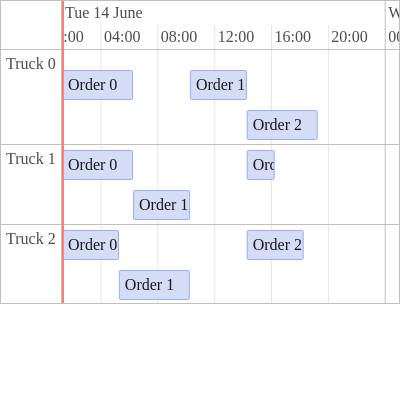 Tue 14 June W
:00 04:00 08:00 12:00 16:00 20:00 00
Truck 0
Order 0 Order 1
Order 2
Truck 1
Order 0 Ord
Order 1
Truck 2
Order 0 Order 2
Order 1